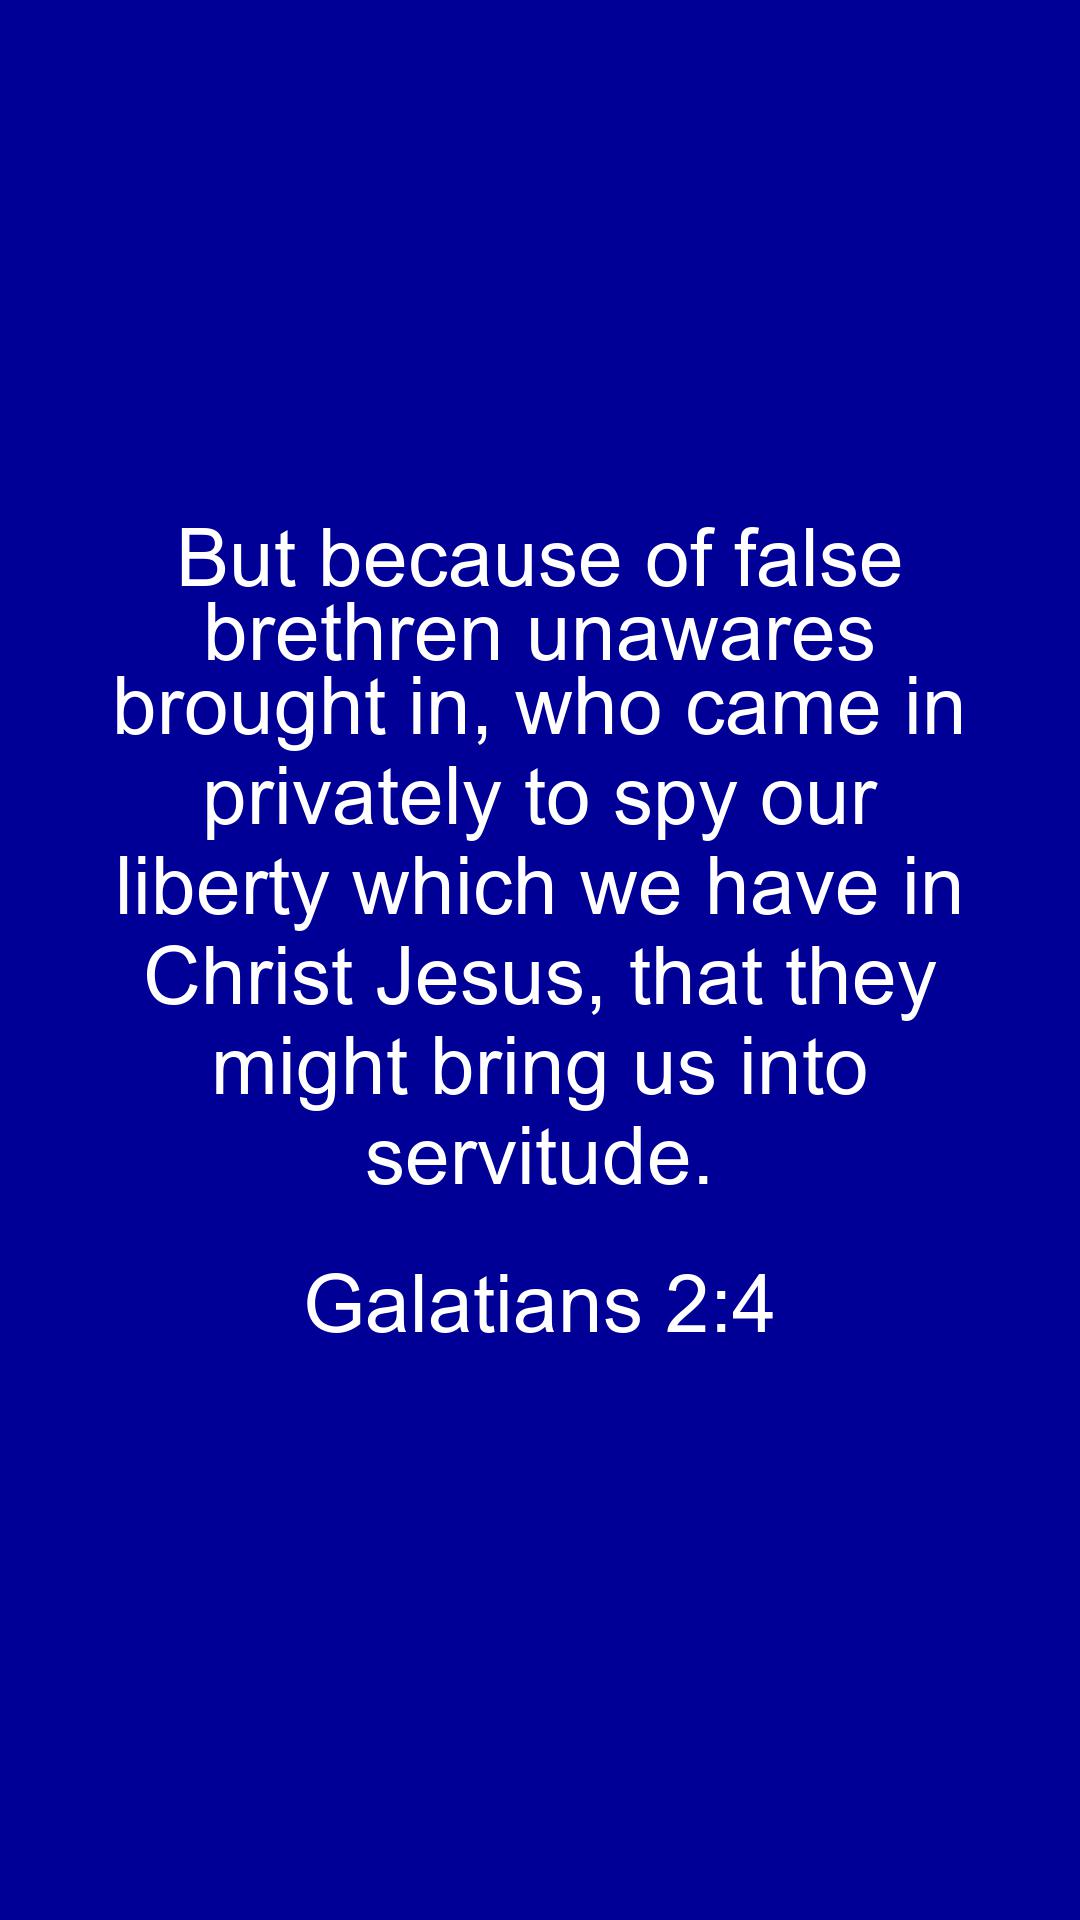 But because of false
brethren unawares
brought in, who came in
privately to spy our
liberty which we have in
Christ Jesus, that they
might bring us into
servitude.
Galatians 2:4